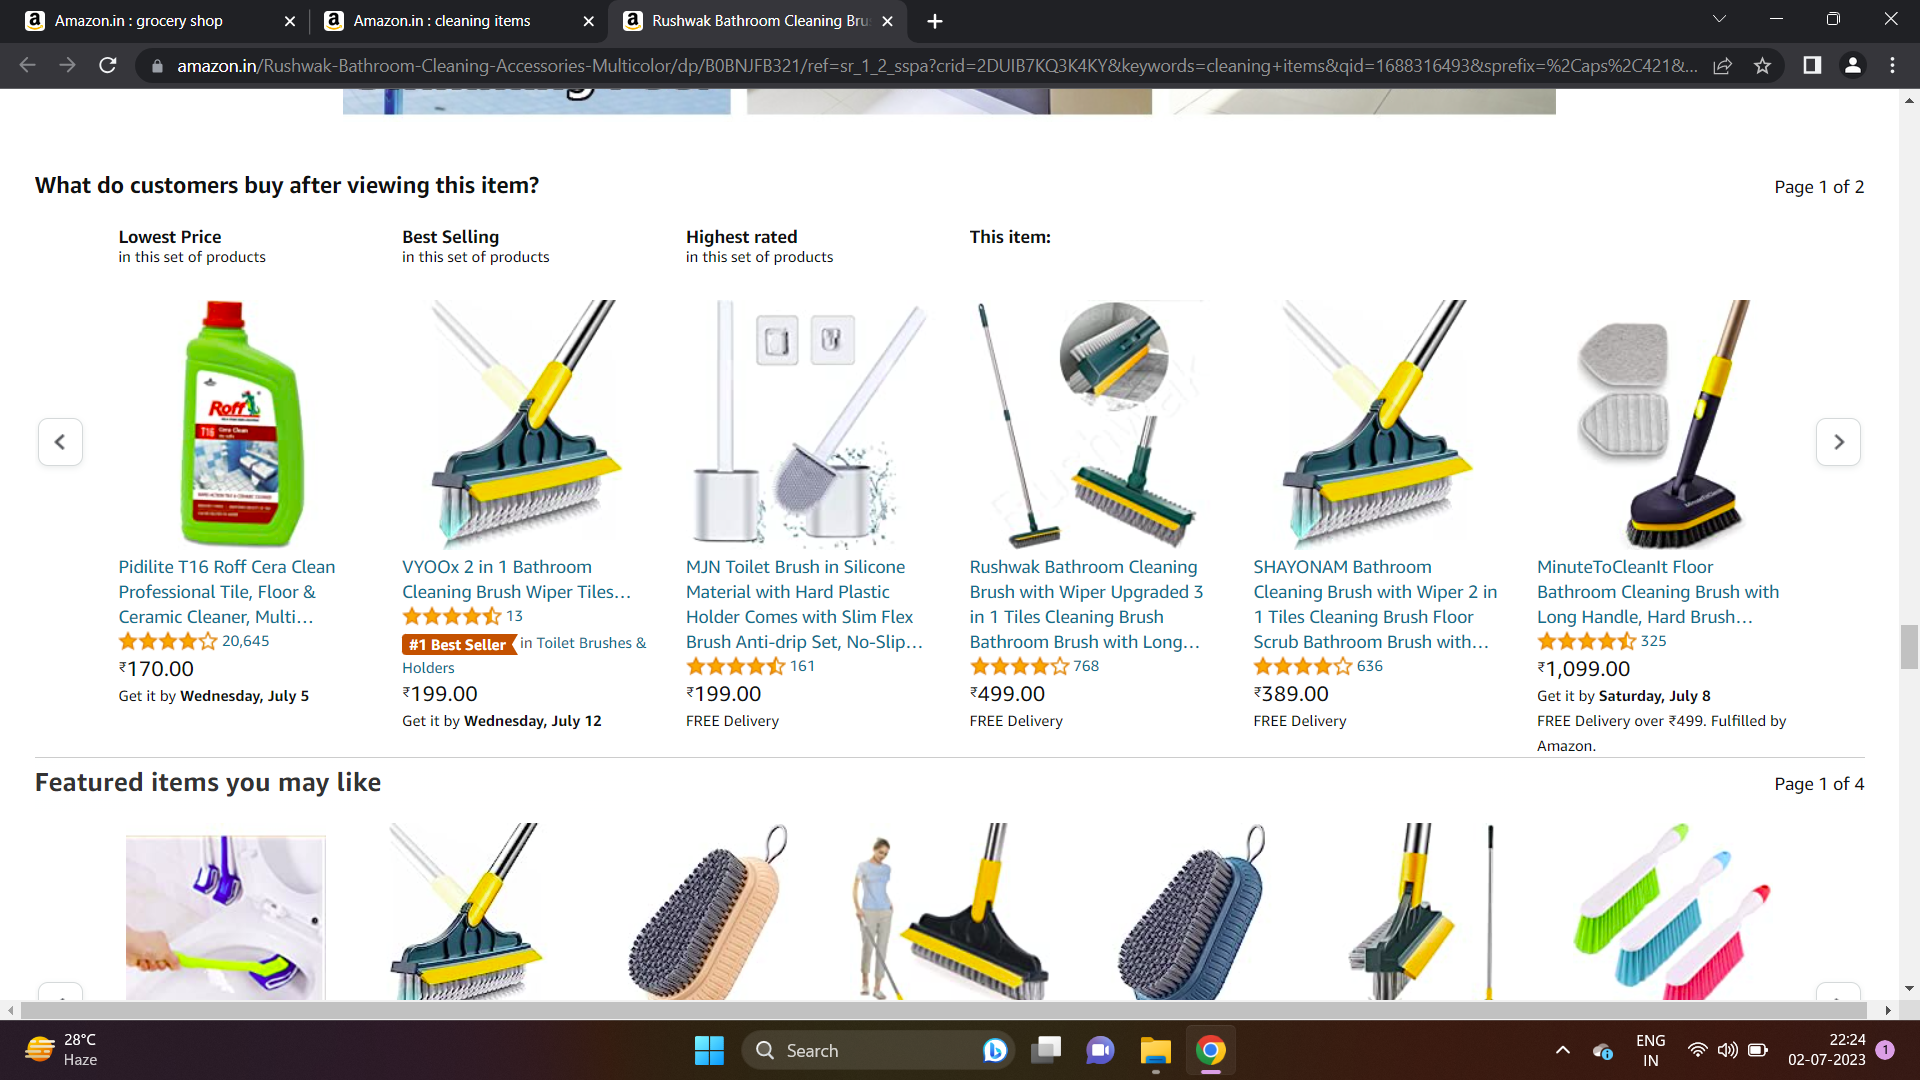 Amazon.in : grocery shop
Amazon.in : cleaning items
Rushwak Bathroom Cleaning Bru
amazon.in/Rushwak-Bathroom-Cleaning-Accessories-Multicolor/dp/B0BNJFB321/ref=sr_1_2_sspa?crid=2DUIB7KQ3K4KY&keywords=cleaning+items&qid=1688316493&sprefix=%2Caps%2C421&...
What do customers buy after viewing this item?
Page 1 of 2
Lowest Price
in this set of products
Best Selling
in this set of products
Highest rated
in this set of products
This item:
Roff
T16 Cera Clean
Rushwak
Pidilite T16 Roff Cera Clean
Professional Tile, Floor &
Ceramic Cleaner, Multi...
20,645
₹170.00
Get it by Wednesday, July 5
VYOOx 2 in 1 Bathroom
Cleaning Brush Wiper Tiles...
13
#1 Best Seller in Toilet Brushes &
Holders
₹199.00
Get it by Wednesday, July 12
MJN Toilet Brush in Silicone
Material with Hard Plastic
Holder Comes with Slim Flex
Brush Anti-drip Set, No-Slip...
161
₹199.00
FREE Delivery
Rushwak Bathroom Cleaning
Brush with Wiper Upgraded 3
in 1 Tiles Cleaning Brush
Bathroom Brush with Long...
768
₹499.00
FREE Delivery
SHAYONAM Bathroom
Cleaning Brush with Wiper 2 in
1 Tiles Cleaning Brush Floor
Scrub Bathroom Brush with...
636
₹389.00
FREE Delivery
MinuteToCleanIt Floor
Bathroom Cleaning Brush with
Long Handle, Hard Brush...
325
₹1,099.00
Get it by Saturday, July 8
FREE Delivery over ₹499. Fulfilled by
Amazon.
Featured items you may like
Page 1 of 4
28°C
Haze
Search
ENG
IN
22:24
02-07-2023
1